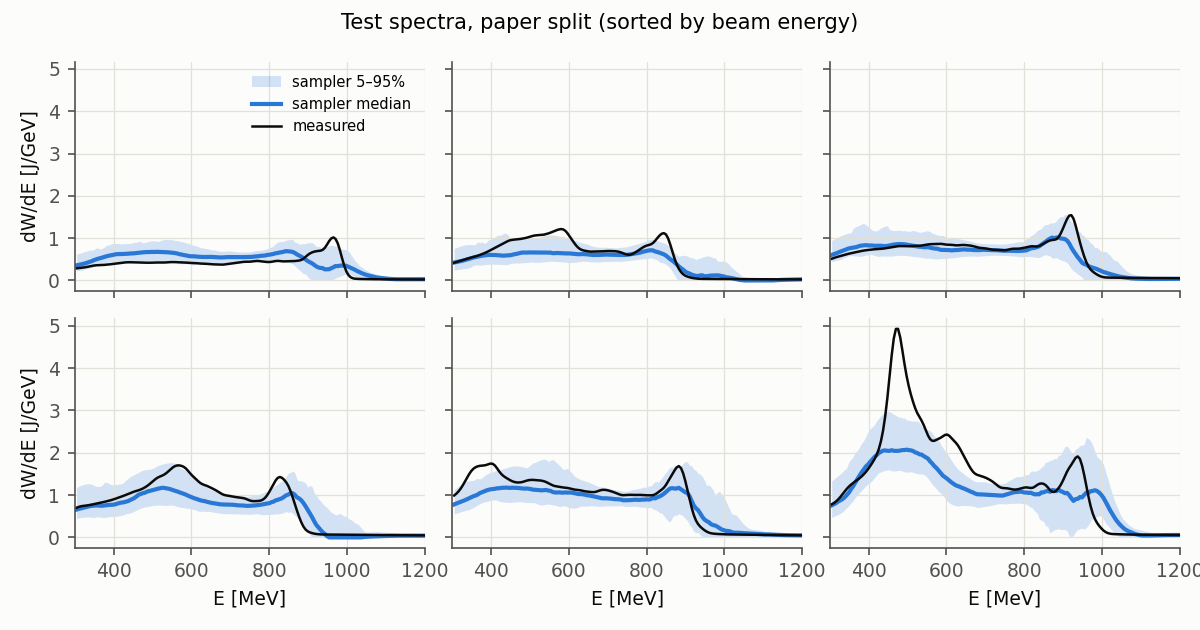 Test spectra, paper split (sorted by beam energy)
dW/dE [J/GeV]
5
4
3
2
1
0
sampler 5–95%
sampler median
measured
dW/dE [J/GeV]
5
4
3
2
1
0
400 600 800 1000 1200
400 600 800 1000 1200
400 600 800 1000 1200
E [MeV]
E [MeV]
E [MeV]